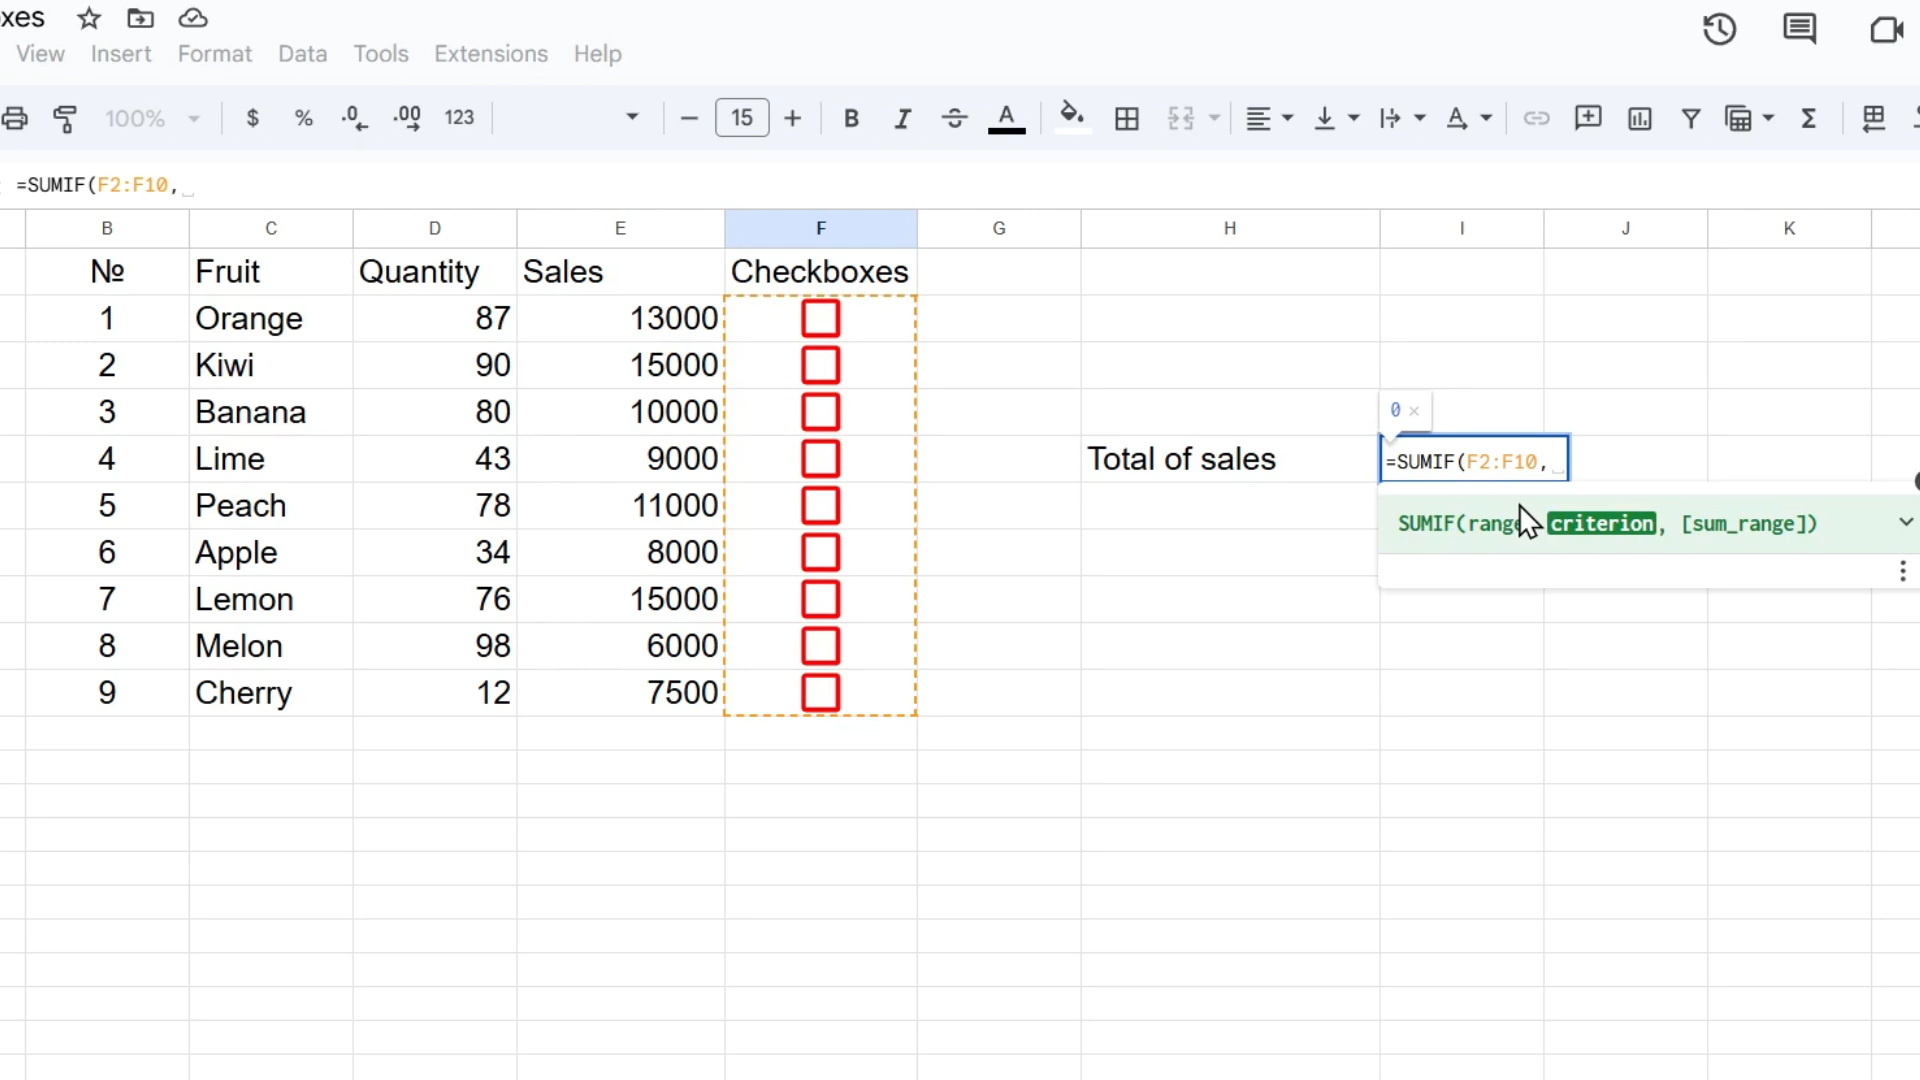 xes
View Insert Format Data Tools Extensions Help
100% $ % .0 .00 123 15 B I A A Σ
=SUMIF(F2:F10,
B C D E F G H I J K
№ Fruit Quantity Sales Checkboxes
1 Orange 87 13000
2 Kiwi 90 15000
3 Banana 80 10000
0 ×
4 Lime 43 9000 Total of sales =SUMIF(F2:F10,
5 Peach 78 11000
SUMIF(range criterion, [sum_range])
6 Apple 34 8000
7 Lemon 76 15000
8 Melon 98 6000
9 Cherry 12 7500